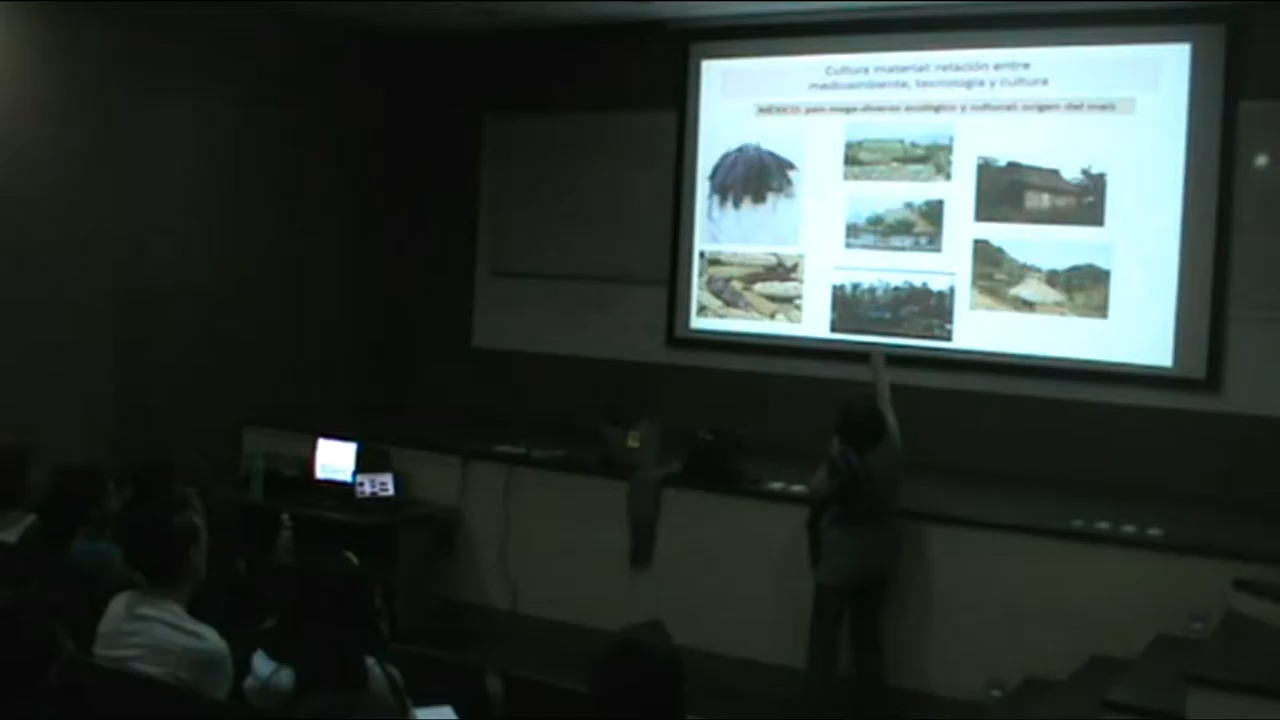 Cultura material: relación entre
medioambiente, tecnología y cultura
MÉXICO: país mega-diverso ecológico y cultural: origen del maíz